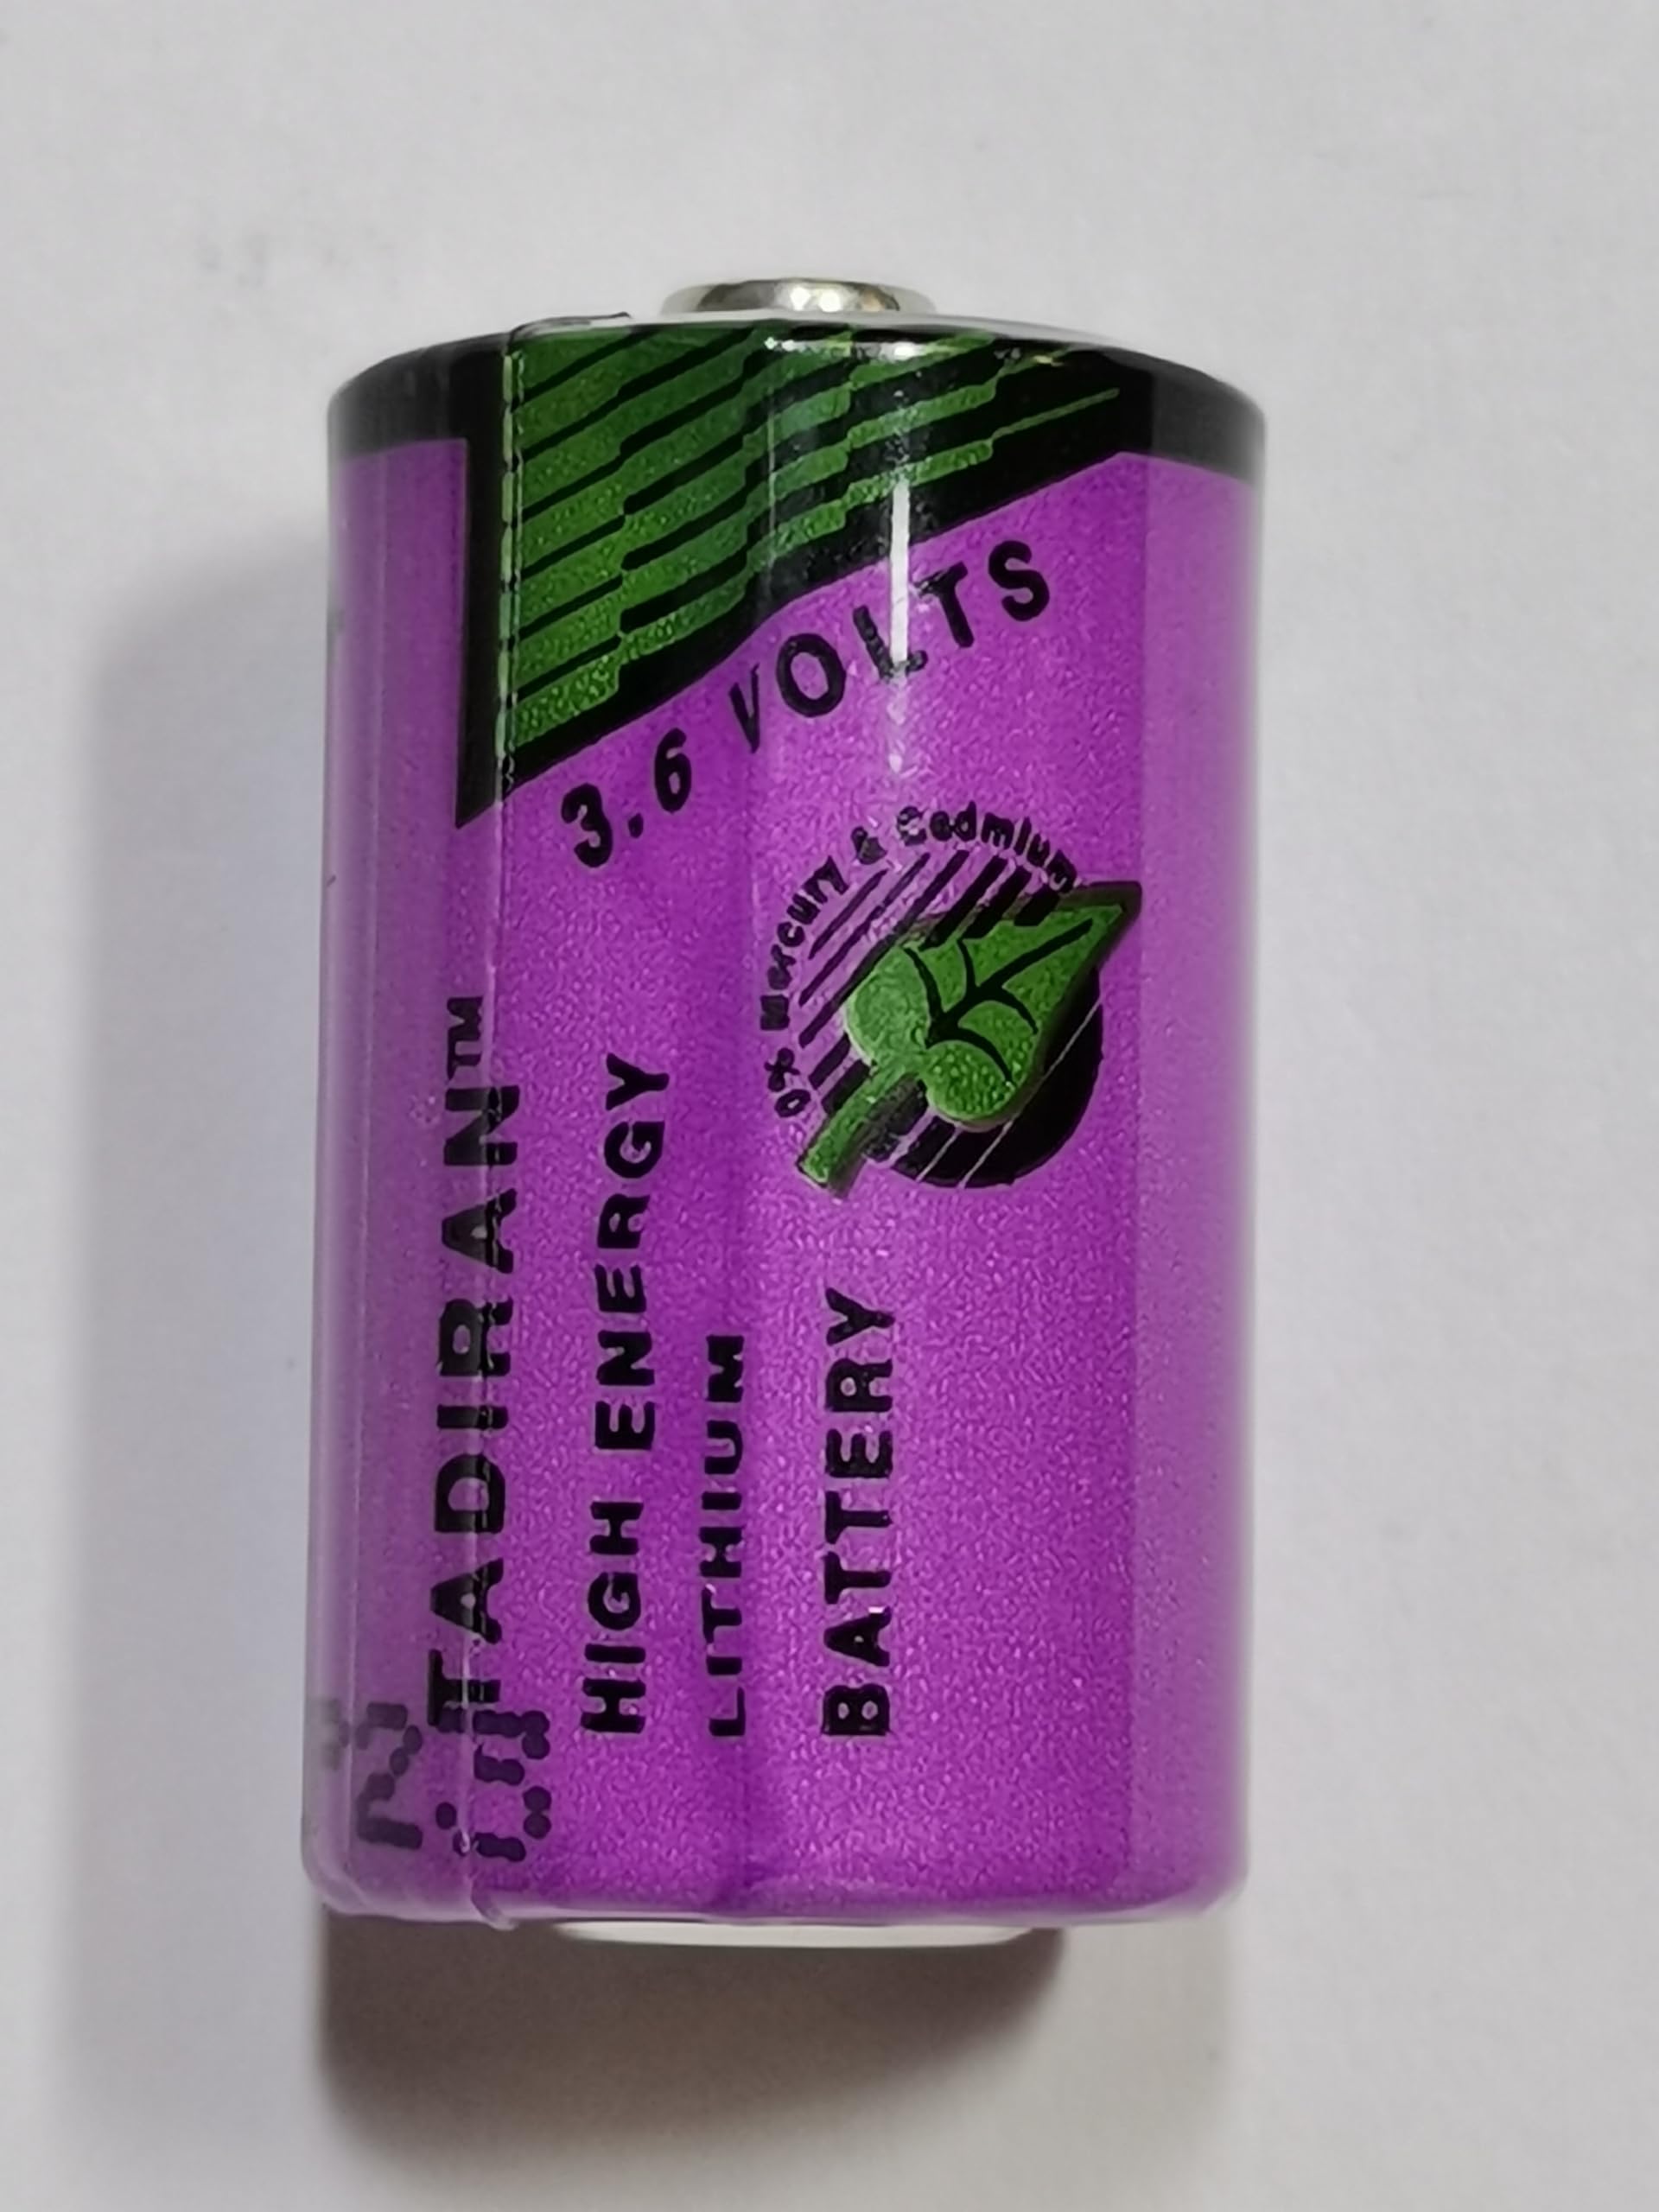 3.6 VOLTS
0% Mercury & Cadmium
TADIRAN™
HIGH ENERGY
LITHIUM
BATTERY